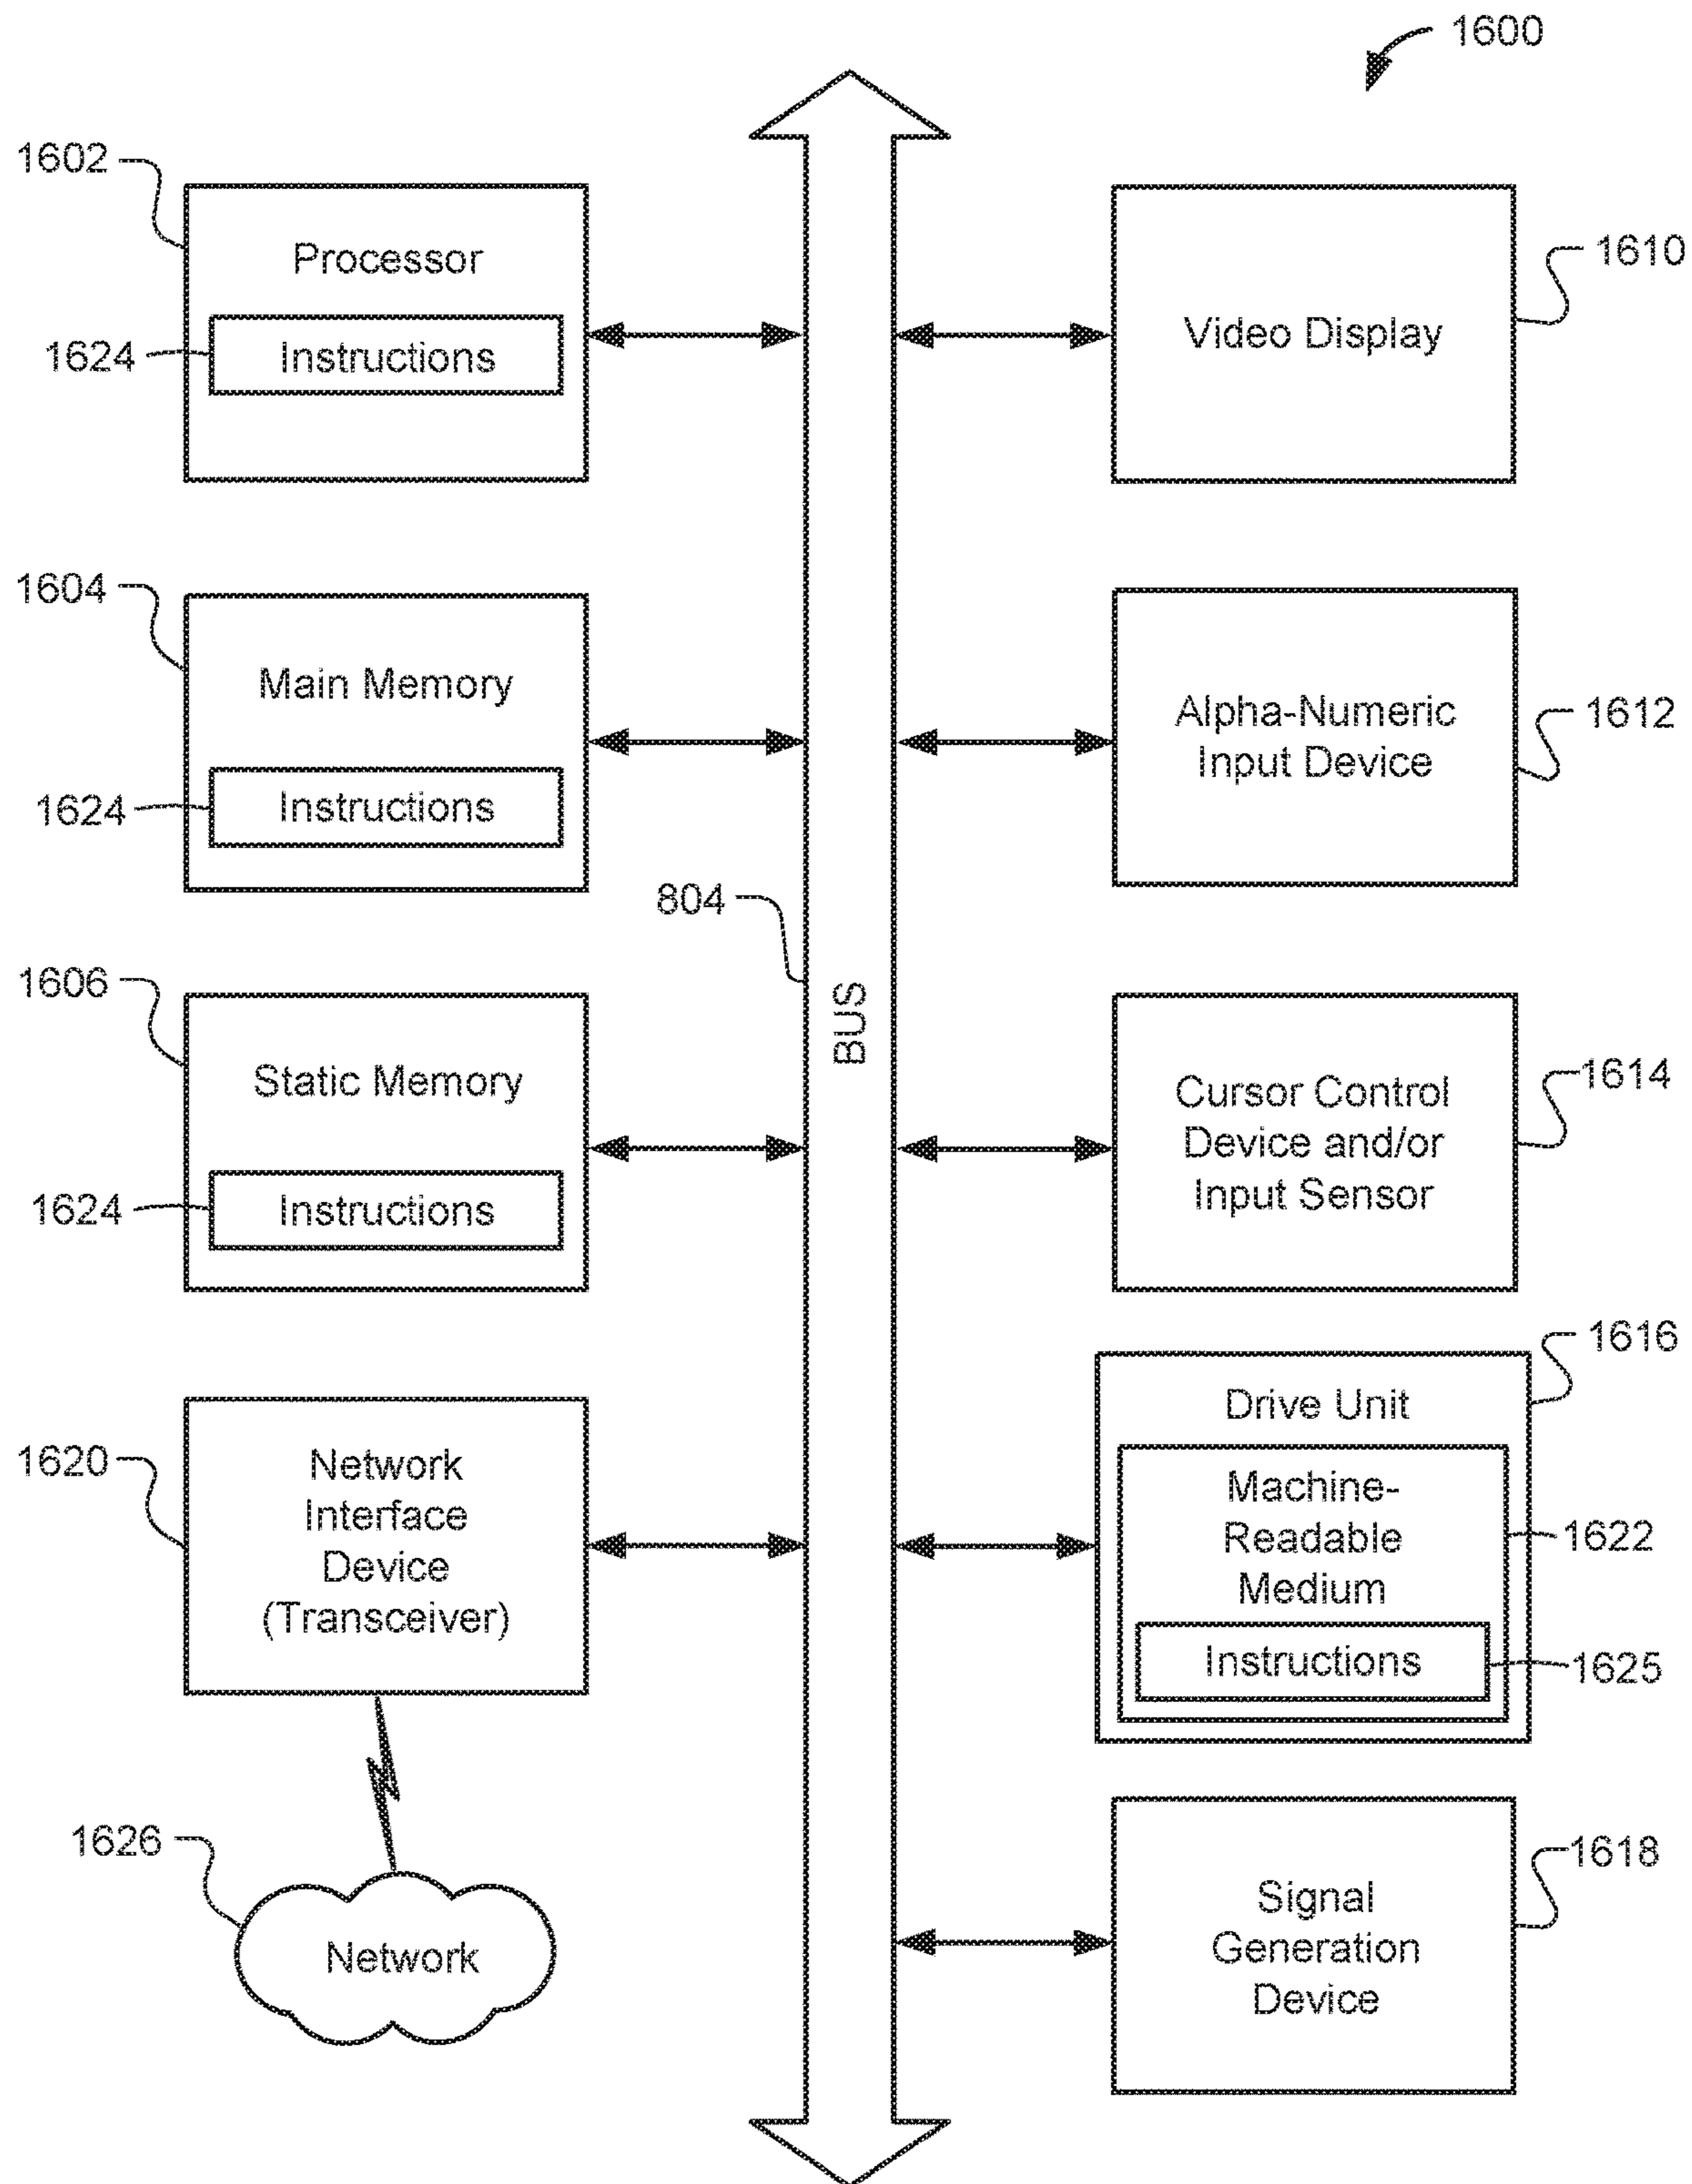 1600
1602
Processor
1624
Instructions
1604
Main Memory
1624
Instructions
804
BUS
1606
Static Memory
1624
Instructions
1620
Network
Interface
Device
(Transceiver)
1626
Network
1610
Video Display
1612
Alpha-Numeric
Input Device
1614
Cursor Control
Device and/or
Input Sensor
1616
Drive Unit
Machine-
Readable
Medium
1622
Instructions
1625
1618
Signal
Generation
Device